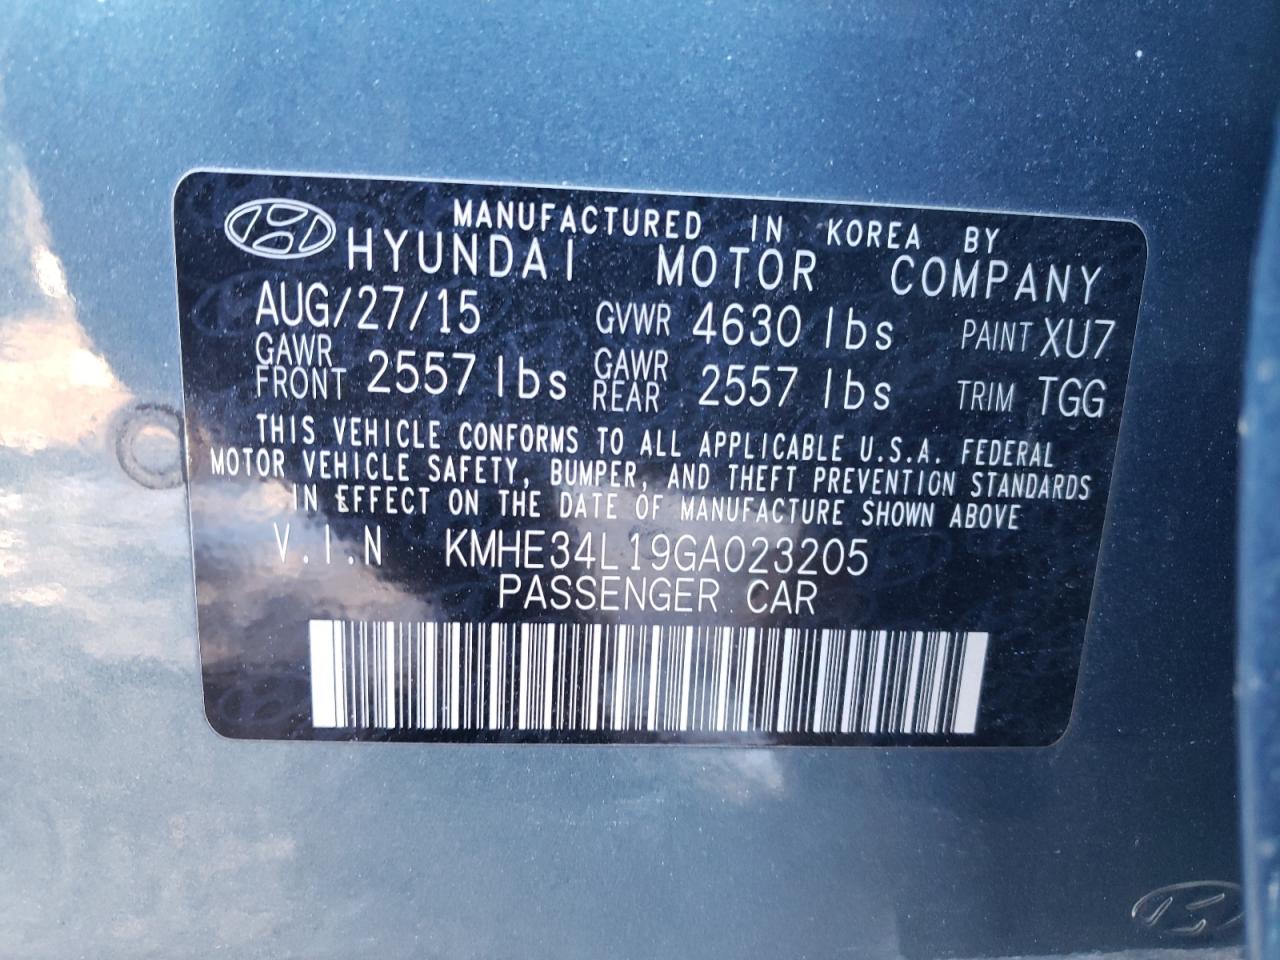 MANUFACTURED IN KOREA BY
HYUNDAI MOTOR COMPANY
AUG/27/15 GVWR 4630 lbs PAINT XU7
GAWR FRONT 2557 lbs GAWR REAR 2557 lbs TRIM TGG
THIS VEHICLE CONFORMS TO ALL APPLICABLE U.S.A. FEDERAL
MOTOR VEHICLE SAFETY, BUMPER, AND THEFT PREVENTION STANDARDS
IN EFFECT ON THE DATE OF MANUFACTURE SHOWN ABOVE
V.I.N KMHE34L19GA023205
PASSENGER CAR